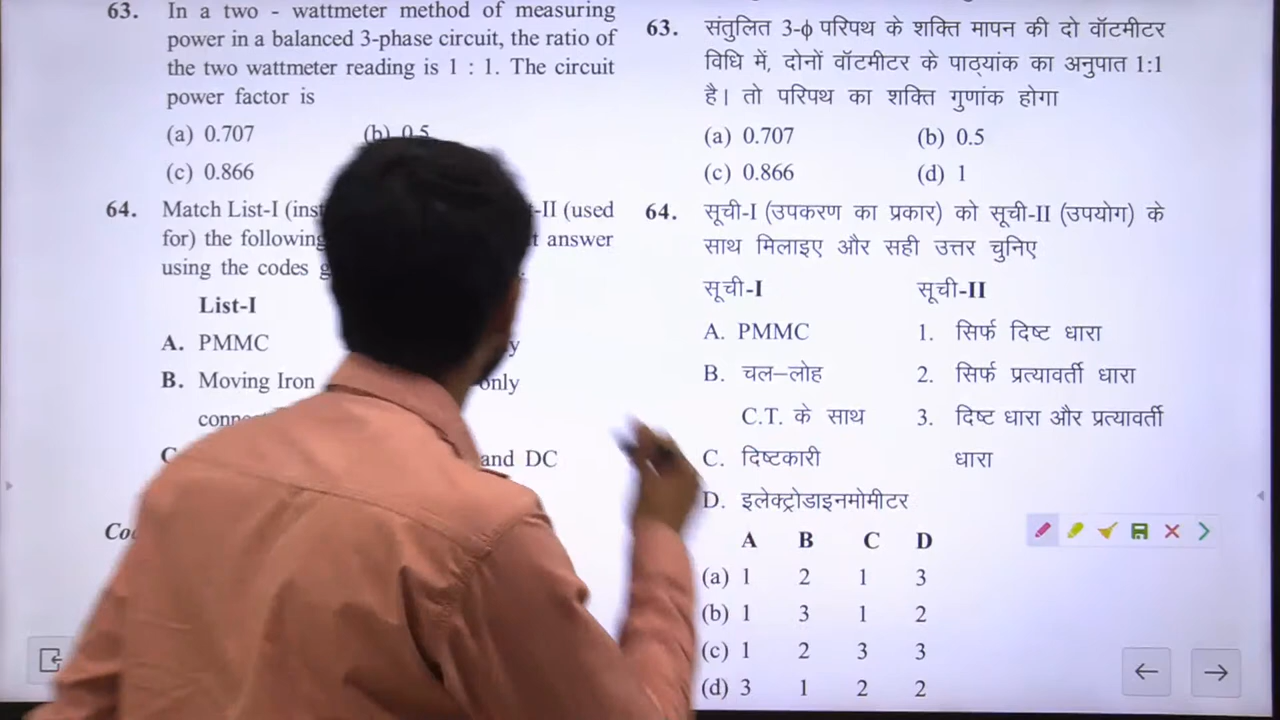 63. In a two - wattmeter method of measuring
power in a balanced 3-phase circuit, the ratio of
the two wattmeter reading is 1 : 1. The circuit
power factor is
(a) 0.707 (b) 0.5
(c) 0.866
64. Match List-I -II (used
for) the following answer
using the codes
List-I
A. PMMC
B. Moving Iron only
and DC
63. संतुलित 3-ϕ परिपथ के शक्ति मापन की दो वॉटमीटर
विधि में, दोनों वॉटमीटर के पाठ्यांक का अनुपात 1:1
है। तो परिपथ का शक्ति गुणांक होगा
(a) 0.707 (b) 0.5
(c) 0.866 (d) 1
64. सूची-I (उपकरण का प्रकार) को सूची-II (उपयोग) के
साथ मिलाइए और सही उत्तर चुनिए
सूची-I सूची-II
A. PMMC 1. सिर्फ दिष्ट धारा
B. चल–लोह 2. सिर्फ प्रत्यावर्ती धारा
C.T. के साथ 3. दिष्ट धारा और प्रत्यावर्ती
C. दिष्टकारी धारा
D. इलेक्ट्रोडाइनमोमीटर
A B C D
(a) 1 2 1 3
(b) 1 3 1 2
(c) 1 2 3 3
(d) 3 1 2 2